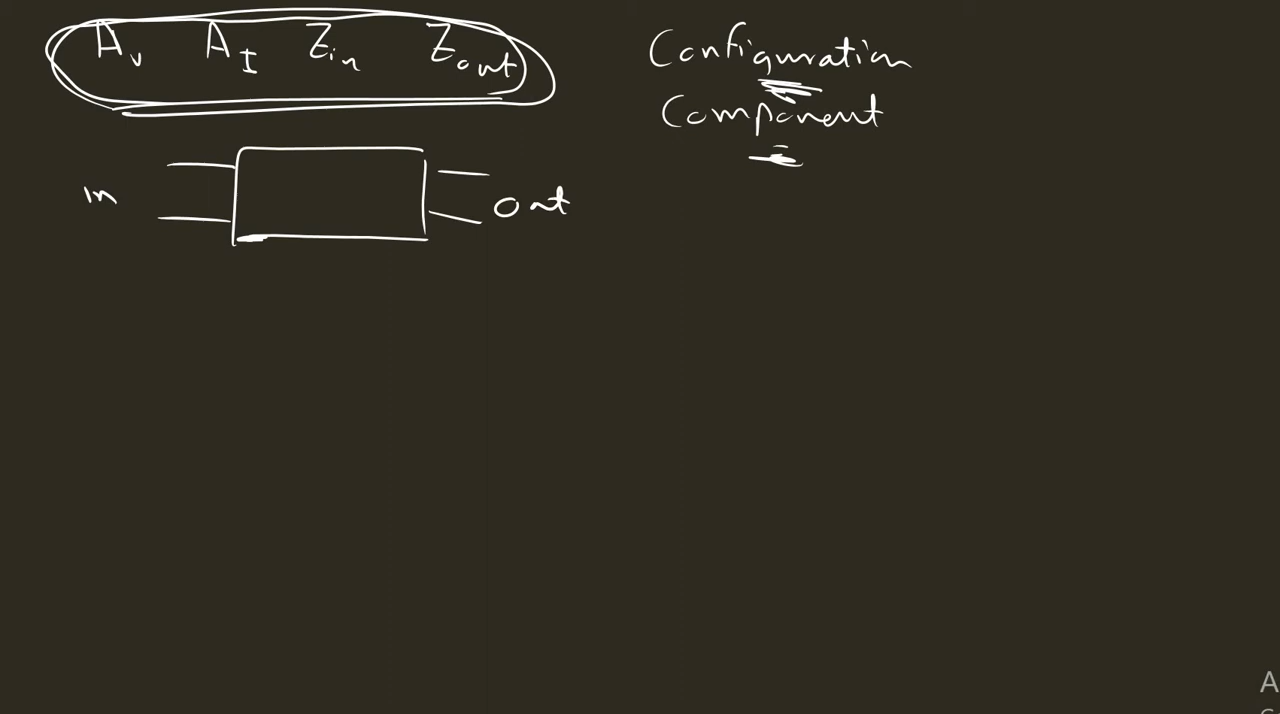 Av AI Zin Zout
Configuration
Component
in
out
A